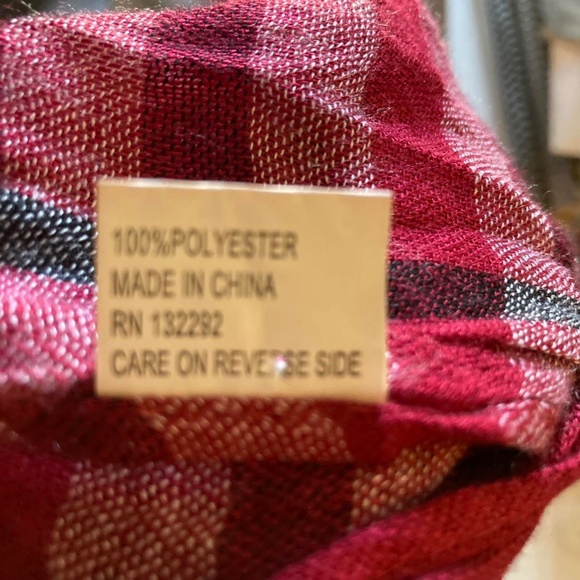 100%POLYESTER
MADE IN CHINA
RN 132292
CARE ON REVERSE SIDE